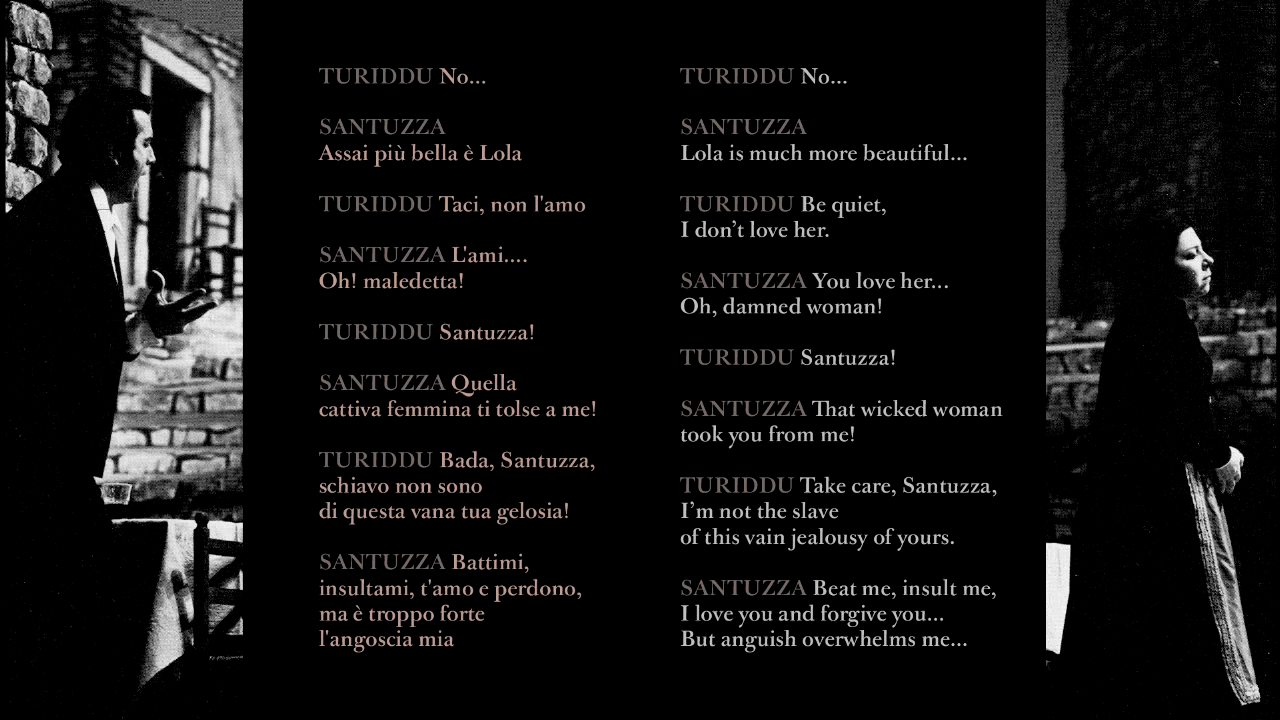 TURIDDU No...
SANTUZZA
Assai più bella è Lola
TURIDDU Taci, non l'amo
SANTUZZA L'ami....
Oh! maledetta!
TURIDDU Santuzza!
SANTUZZA Quella
cattiva femmina ti tolse a me!
TURIDDU Bada, Santuzza,
schiavo non sono
di questa vana tua gelosia!
SANTUZZA Battimi,
insultami, t'amo e perdono,
ma è troppo forte
l'angoscia mia
TURIDDU No...
SANTUZZA
Lola is much more beautiful...
TURIDDU Be quiet,
I don’t love her.
SANTUZZA You love her...
Oh, damned woman!
TURIDDU Santuzza!
SANTUZZA That wicked woman
took you from me!
TURIDDU Take care, Santuzza,
I’m not the slave
of this vain jealousy of yours.
SANTUZZA Beat me, insult me,
I love you and forgive you...
But anguish overwhelms me...